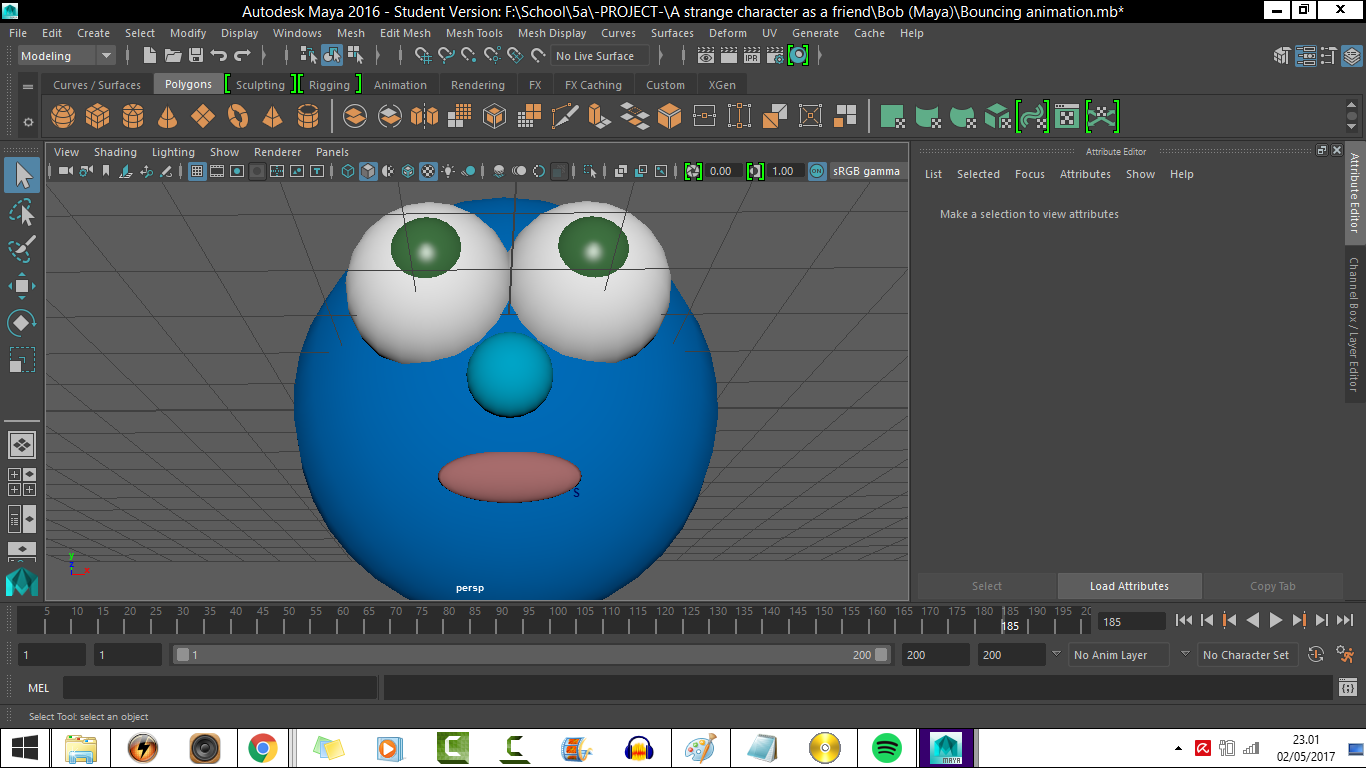 Autodesk Maya 2016 - Student Version: F:\School\5a\-PROJECT-\A strange character as a friend\Bob (Maya)\Bouncing animation.mb*
File Edit Create Select Modify Display Windows Mesh Edit Mesh Mesh Tools Mesh Display Curves Surfaces Deform UV Generate Cache Help
Modeling No Live Surface
Curves / Surfaces Polygons Sculpting Rigging Animation Rendering FX FX Caching Custom XGen
View Shading Lighting Show Renderer Panels
0.00 1.00 sRGB gamma
S
y
z
x
persp
Attribute Editor
List Selected Focus Attributes Show Help
Make a selection to view attributes
Select Load Attributes Copy Tab
Attribute Editor
Channel Box / Layer Editor
5 10 15 20 25 30 35 40 45 50 55 60 65 70 75 80 85 90 95 100 105 110 115 120 125 130 135 140 145 150 155 160 165 170 175 180 185 190 195 20
185 185
1 1 1 200 200 200 No Anim Layer No Character Set
MEL
Select Tool: select an object
MAYA
23.01
02/05/2017